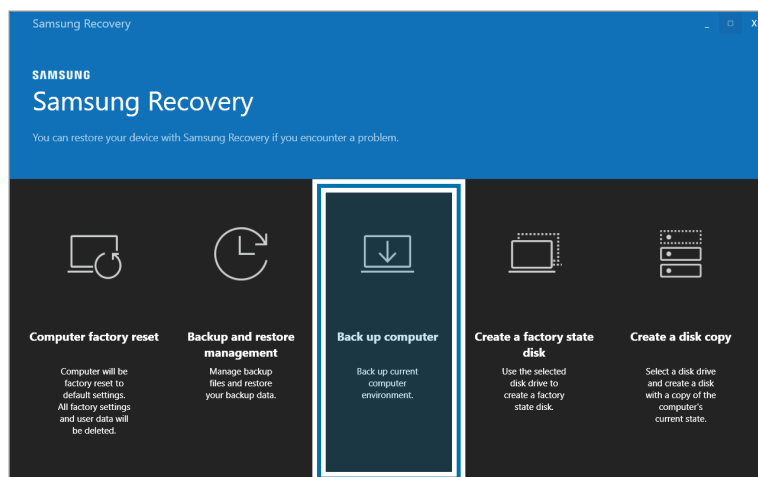 Samsung Recovery
SAMSUNG
Samsung Recovery
You can restore your device with Samsung Recovery if you encounter a problem.
Computer factory reset
Computer will be
factory reset to
default settings.
All factory settings
and user data will
be deleted.
Backup and restore
management
Manage backup
files and restore
your backup data.
Back up computer
Back up current
computer
environment.
Create a factory state
disk
Use the selected
disk drive to
create a factory
state disk.
Create a disk copy
Select a disk drive
and create a disk
with a copy of the
computer's
current state.